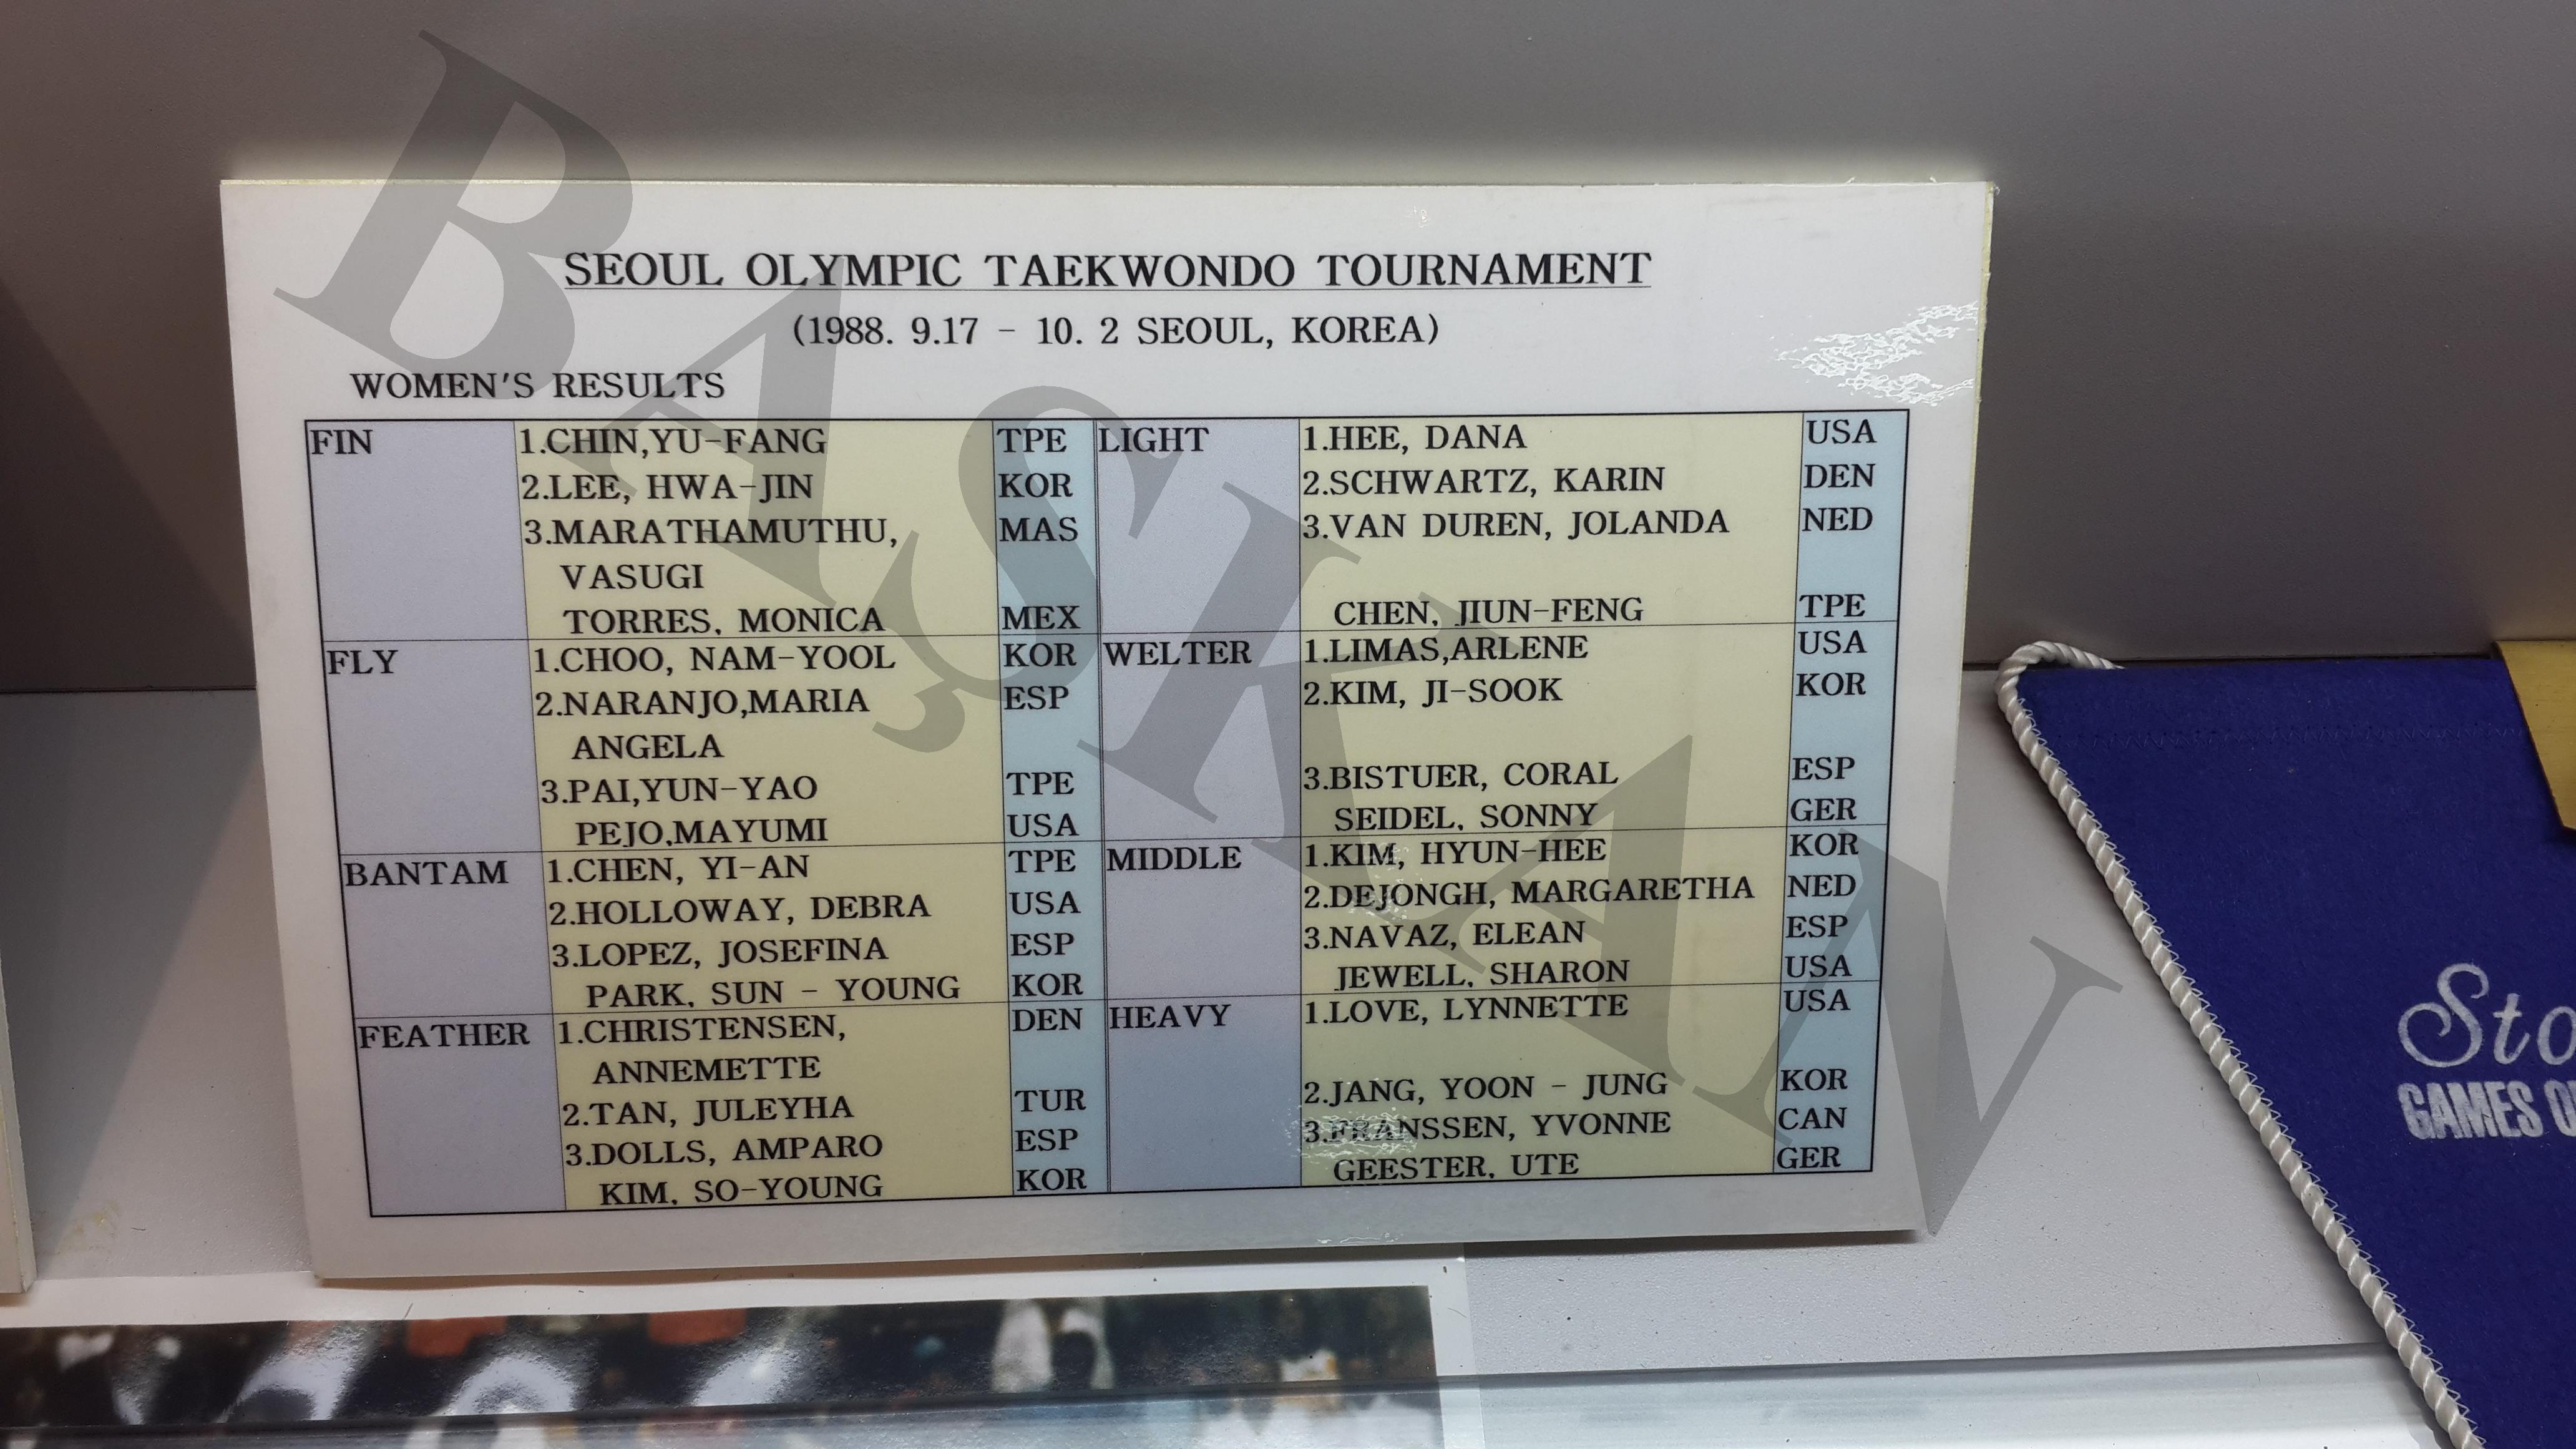 SEOUL OLYMPIC TAEKWONDO TOURNAMENT
(1988. 9.17 - 10. 2 SEOUL, KOREA)
WOMEN'S RESULTS
FIN
1.CHIN,YU-FANG TPE
2.LEE, HWA-JIN KOR
3.MARATHAMUTHU, MAS
VASUGI
TORRES, MONICA MEX
FLY
1.CHOO, NAM-YOOL KOR
2.NARANJO,MARIA ESP
ANGELA
3.PAI,YUN-YAO TPE
PEJO,MAYUMI USA
BANTAM
1.CHEN, YI-AN TPE
2.HOLLOWAY, DEBRA USA
3.LOPEZ, JOSEFINA ESP
PARK, SUN - YOUNG KOR
FEATHER
1.CHRISTENSEN, DEN
ANNEMETTE
2.TAN, JULEYHA TUR
3.DOLLS, AMPARO ESP
KIM, SO-YOUNG KOR
LIGHT
1.HEE, DANA USA
2.SCHWARTZ, KARIN DEN
3.VAN DUREN, JOLANDA NED
CHEN, JIUN-FENG TPE
WELTER
1.LIMAS,ARLENE USA
2.KIM, JI-SOOK KOR
3.BISTUER, CORAL ESP
SEIDEL, SONNY GER
MIDDLE
1.KIM, HYUN-HEE KOR
2.DEJONGH, MARGARETHA NED
3.NAVAZ, ELEAN ESP
JEWELL, SHARON USA
HEAVY
1.LOVE, LYNNETTE USA
2.JANG, YOON - JUNG KOR
3.FRANSSEN, YVONNE CAN
GEESTER, UTE GER
BAŞKAN
GAMES